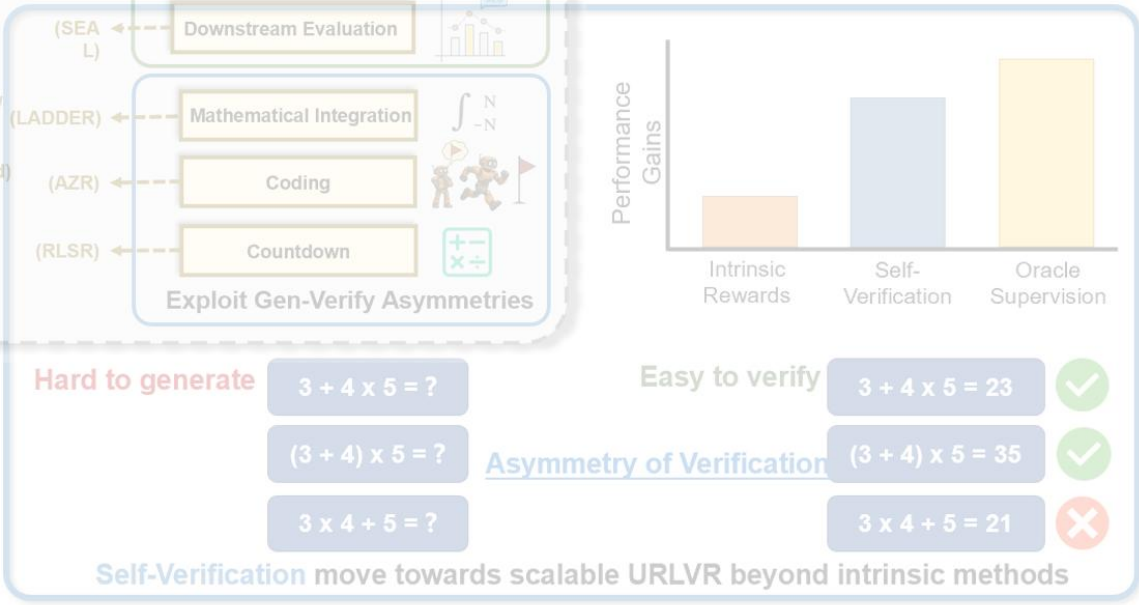 (SEA
L)
Downstream Evaluation
(LADDER)
Mathematical Integration
∫ N
-N
d)
(AZR)
Coding
(RLSR)
Countdown
+ −
× ÷
Exploit Gen-Verify Asymmetries
Performance
Gains
Intrinsic
Rewards
Self-
Verification
Oracle
Supervision
Hard to generate
3 + 4 x 5 = ?
(3 + 4) x 5 = ?
3 x 4 + 5 = ?
Asymmetry of Verification
Easy to verify
3 + 4 x 5 = 23
(3 + 4) x 5 = 35
3 x 4 + 5 = 21
Self-Verification move towards scalable URLVR beyond intrinsic methods